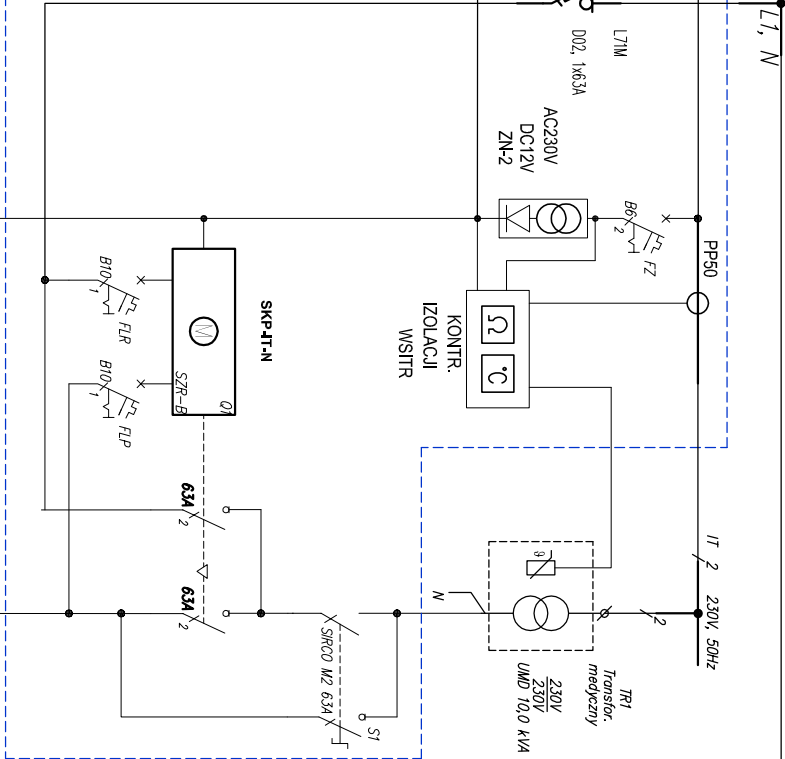 L1, N
L71M
D02, 1x63A
AC230V
DC12V
ZN-2
B6
2
FZ
PP50
KONTR.
IZOLACJI
WSITR
Ω
°C
SKP-IT-N
M
SZR-B
Q1
B10
1
FLR
B10
1
FLP
63A
2
63A
2
SIRCO M2 63A
S1
N
ϑ
IT
2
230V, 50Hz
2
TR1
Transfor.
medyczny
230V
230V
UMD 10,0 kVA